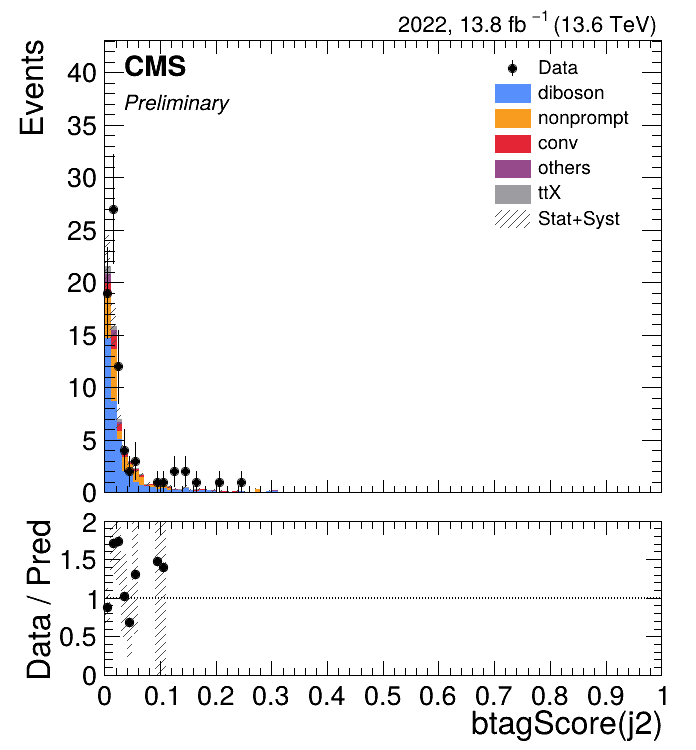 2022, 13.8 fb⁻¹ (13.6 TeV)
Events
40
35
30
25
20
15
10
5
0
CMS
Preliminary
Data
diboson
nonprompt
conv
others
ttX
Stat+Syst
Data / Pred
2
1.5
1
0.5
0
0 0.1 0.2 0.3 0.4 0.5 0.6 0.7 0.8 0.9 1
btagScore(j2)